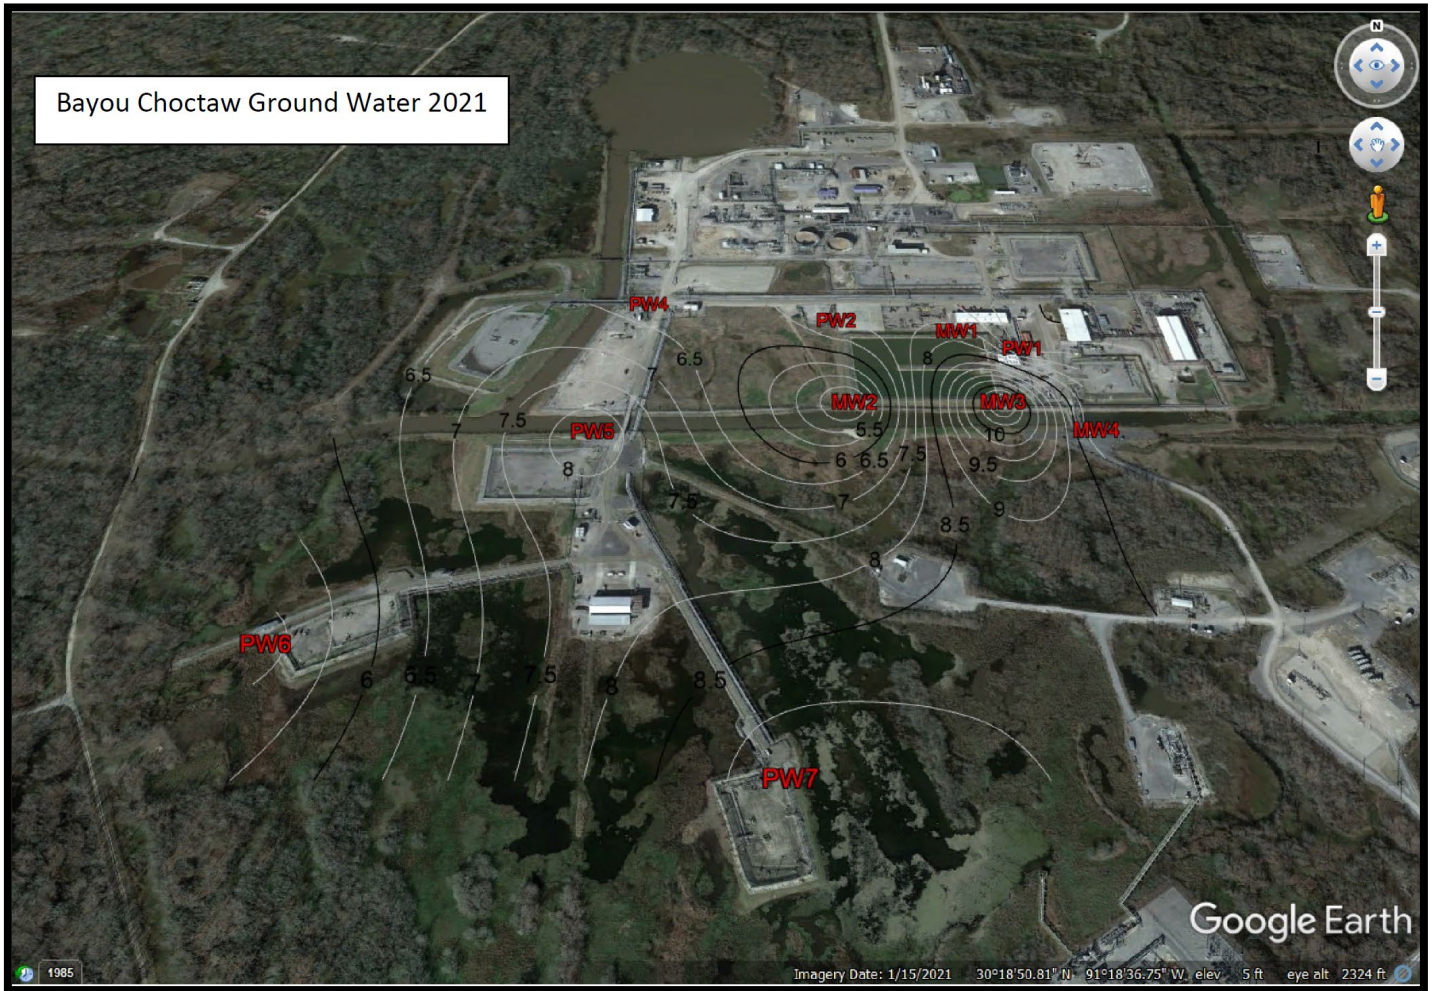 N
Bayou Choctaw Ground Water 2021
PW4
PW2
MW1
PW1
8
6.5
7
6.5
MW2
MW3
7.5
7
PW5
5.5
10
MW4
8
6
6.5
7.5
9.5
7.5
7
9
8.5
8
PW6
6
6.5
7
7.5
8
8.5
PW7
Google Earth
1985
Imagery Date: 1/15/2021 30°18'50.81" N 91°18'36.75" W elev 5 ft eye alt 2324 ft